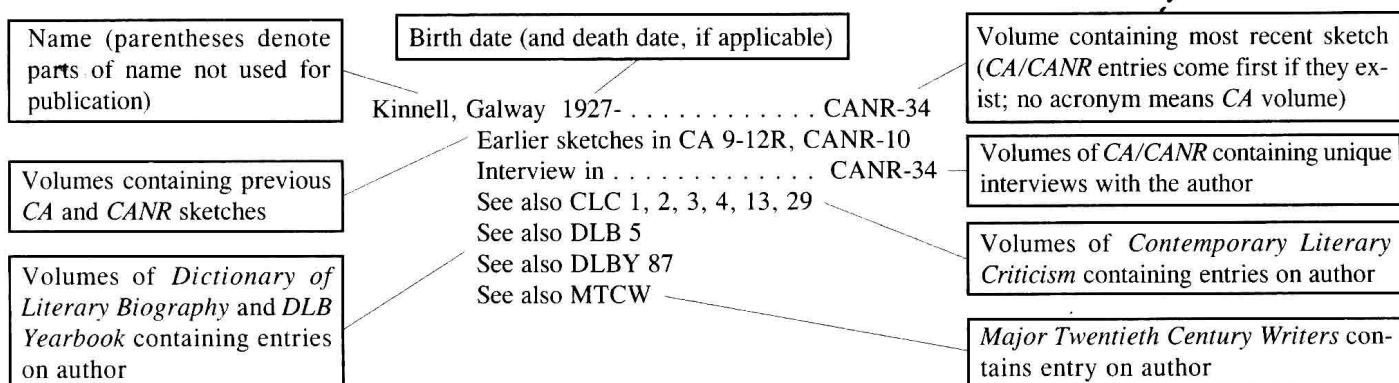 Name (parentheses denote
parts of name not used for
publication)
Birth date (and death date, if applicable)
Volume containing most recent sketch
(CA/CANR entries come first if they ex-
ist; no acronym means CA volume)
Kinnell, Galway 1927- . . . . . . . . . . . . CANR-34
Earlier sketches in CA 9-12R, CANR-10
Interview in . . . . . . . . . . . . . CANR-34
See also CLC 1, 2, 3, 4, 13, 29
See also DLB 5
See also DLBY 87
See also MTCW
Volumes containing previous
CA and CANR sketches
Volumes of Dictionary of
Literary Biography and DLB
Yearbook containing entries
on author
Volumes of CA/CANR containing unique
interviews with the author
Volumes of Contemporary Literary
Criticism containing entries on author
Major Twentieth Century Writers con-
tains entry on author